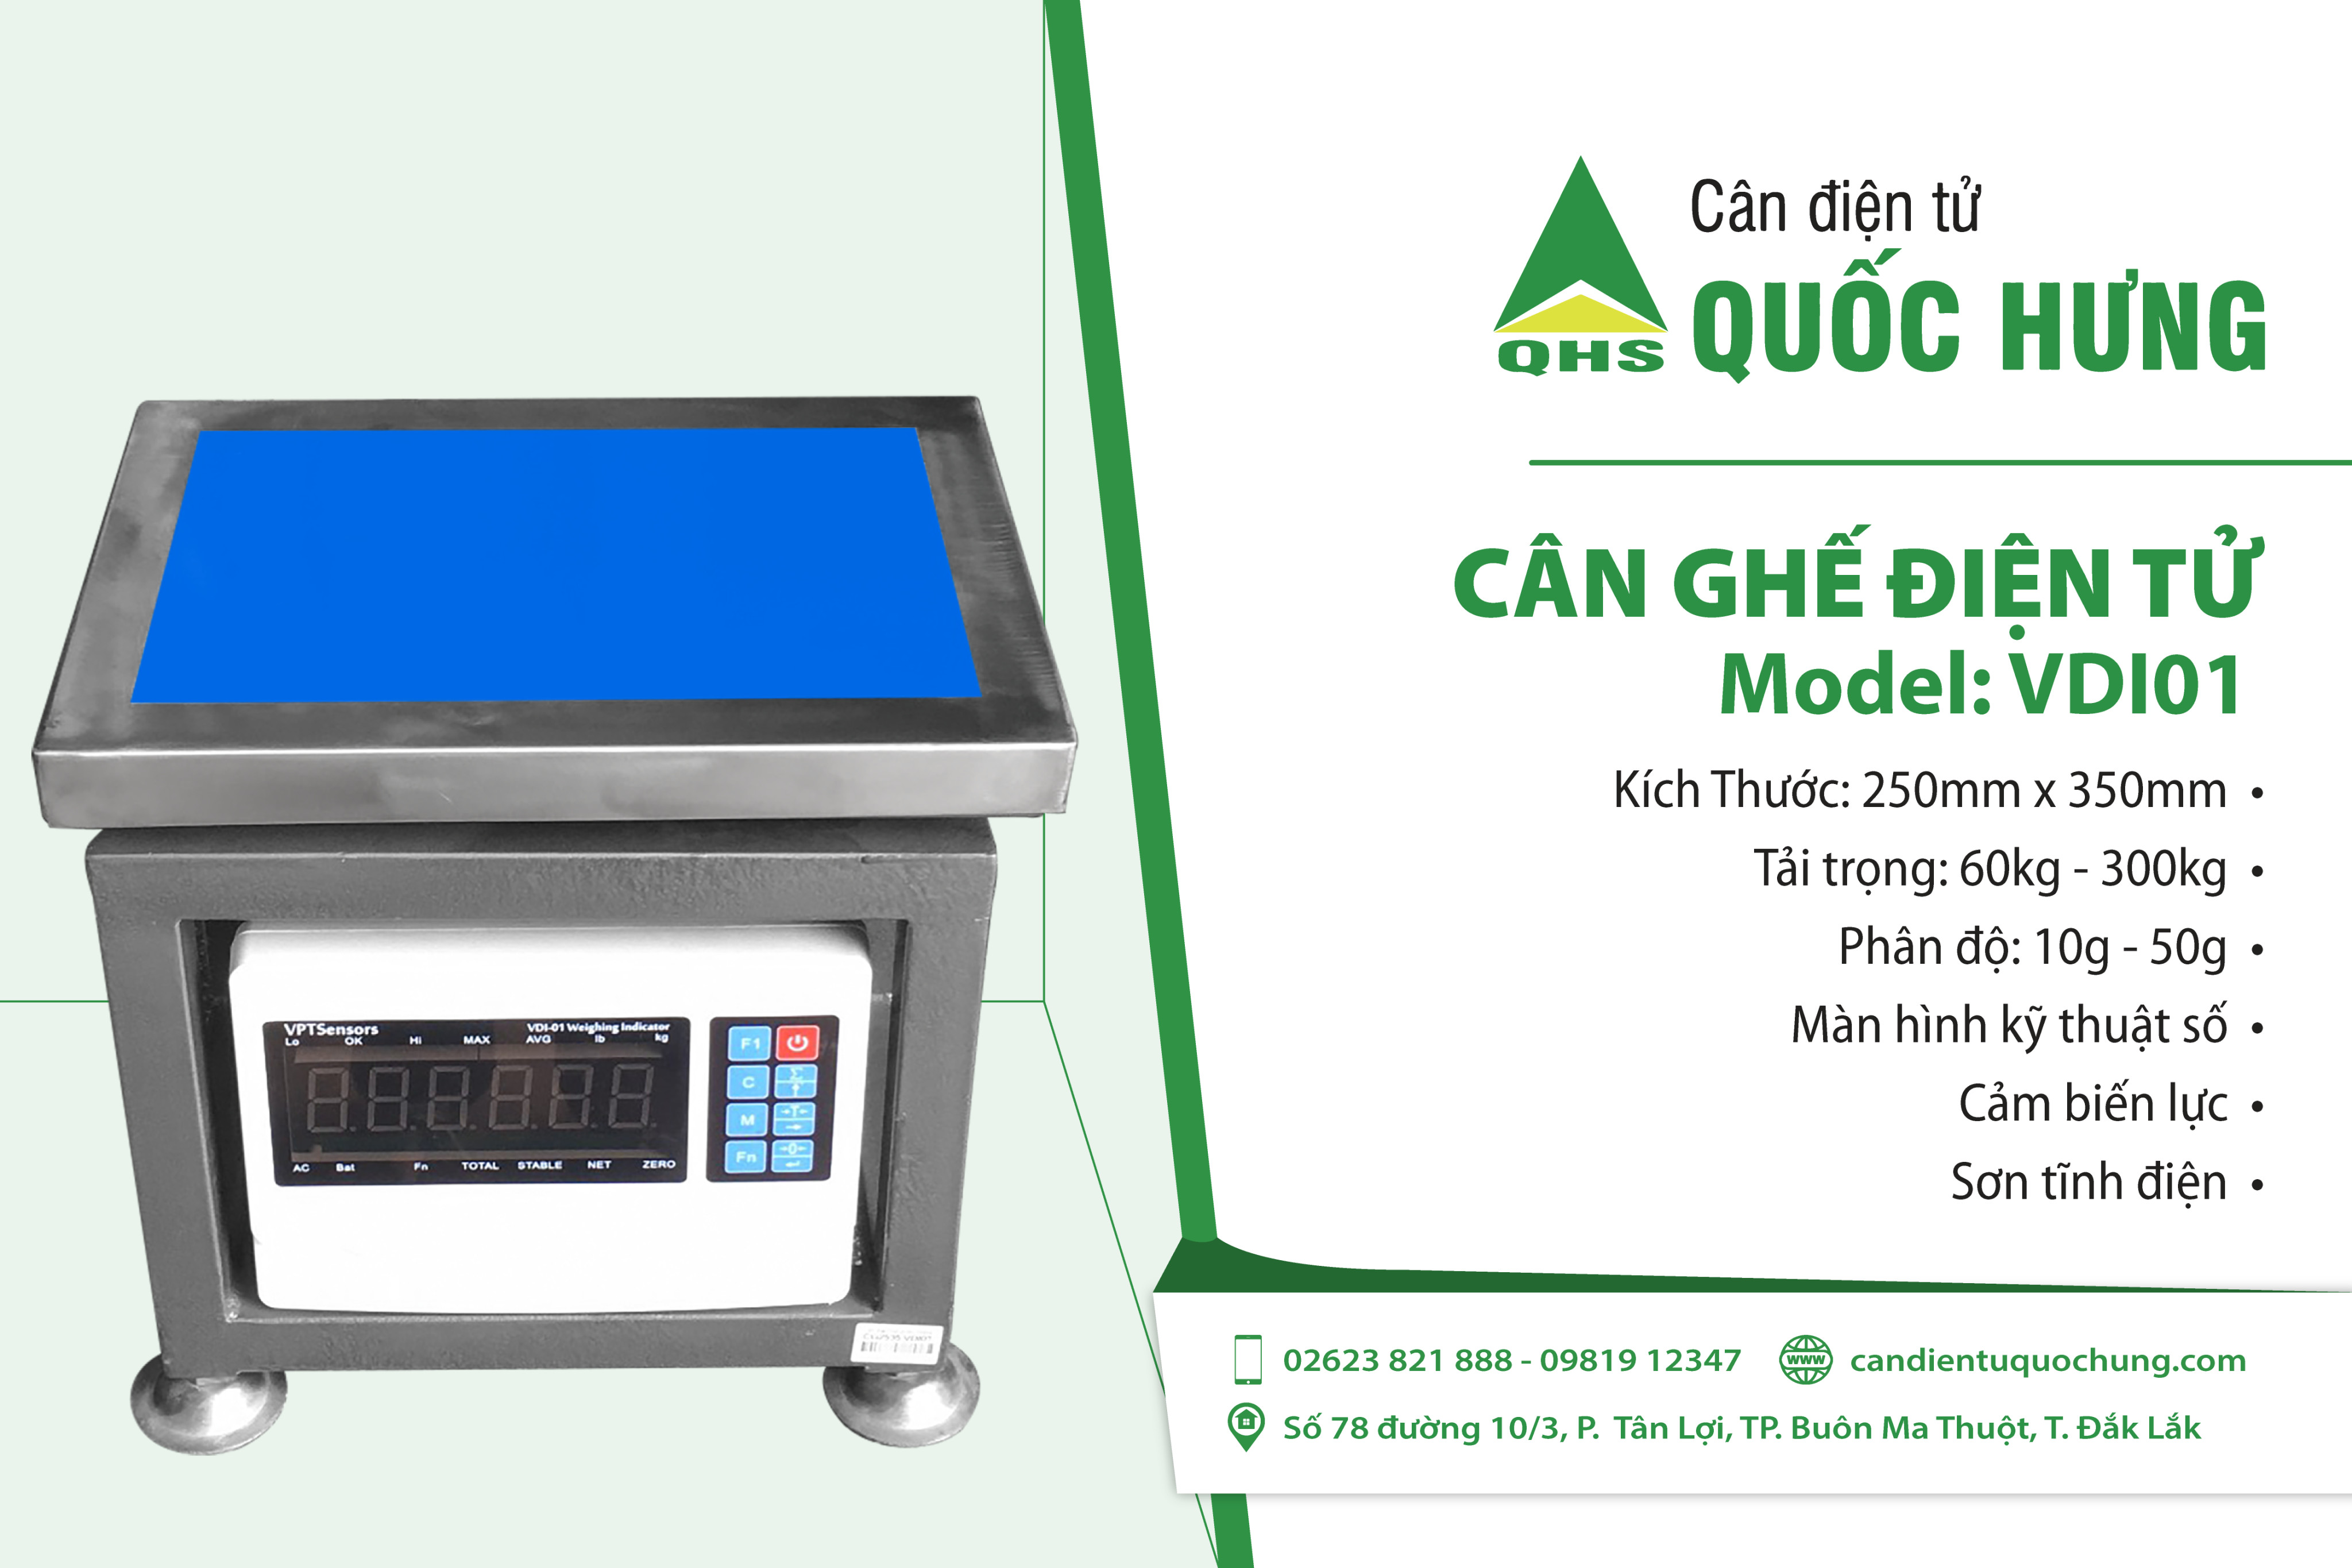 Cân điện tử
QUỐC HƯNG
QHS
CÂN GHẾ ĐIỆN TỬ
Model: VDI01
Kích Thước: 250mm x 350mm •
Tải trọng: 60kg - 300kg •
Phân độ: 10g - 50g •
Màn hình kỹ thuật số •
Cảm biến lực •
Sơn tĩnh điện •
VPTSensors VDI-01 Weighing Indicator
Lo OK Hi MAX AVG lb kg
AC Bat Fn TOTAL STABLE NET ZERO
F1
C Σ
M →T←
Fn →0←
02623 821 888 - 09819 12347 www candientuquochung.com
Số 78 đường 10/3, P. Tân Lợi, TP. Buôn Ma Thuột, T. Đắk Lắk